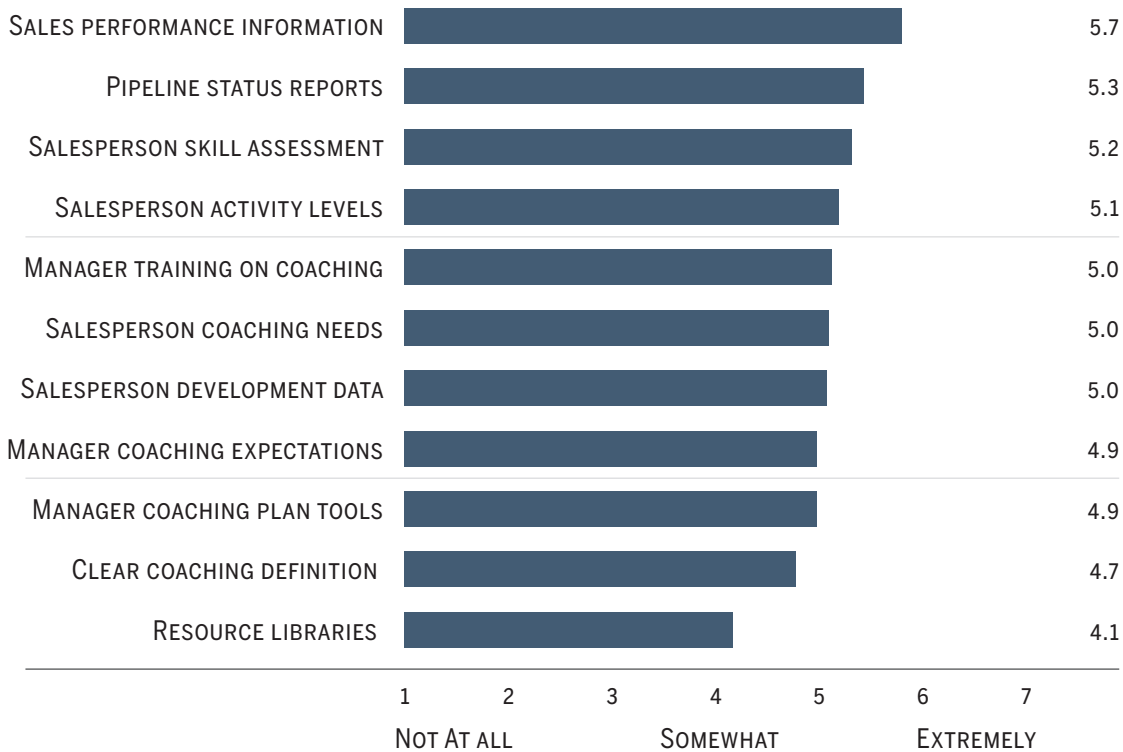 SALES PERFORMANCE INFORMATION 5.7
PIPELINE STATUS REPORTS 5.3
SALESPERSON SKILL ASSESSMENT 5.2
SALESPERSON ACTIVITY LEVELS 5.1
MANAGER TRAINING ON COACHING 5.0
SALESPERSON COACHING NEEDS 5.0
SALESPERSON DEVELOPMENT DATA 5.0
MANAGER COACHING EXPECTATIONS 4.9
MANAGER COACHING PLAN TOOLS 4.9
CLEAR COACHING DEFINITION 4.7
RESOURCE LIBRARIES 4.1
1 2 3 4 5 6 7
NOT AT ALL SOMEWHAT EXTREMELY